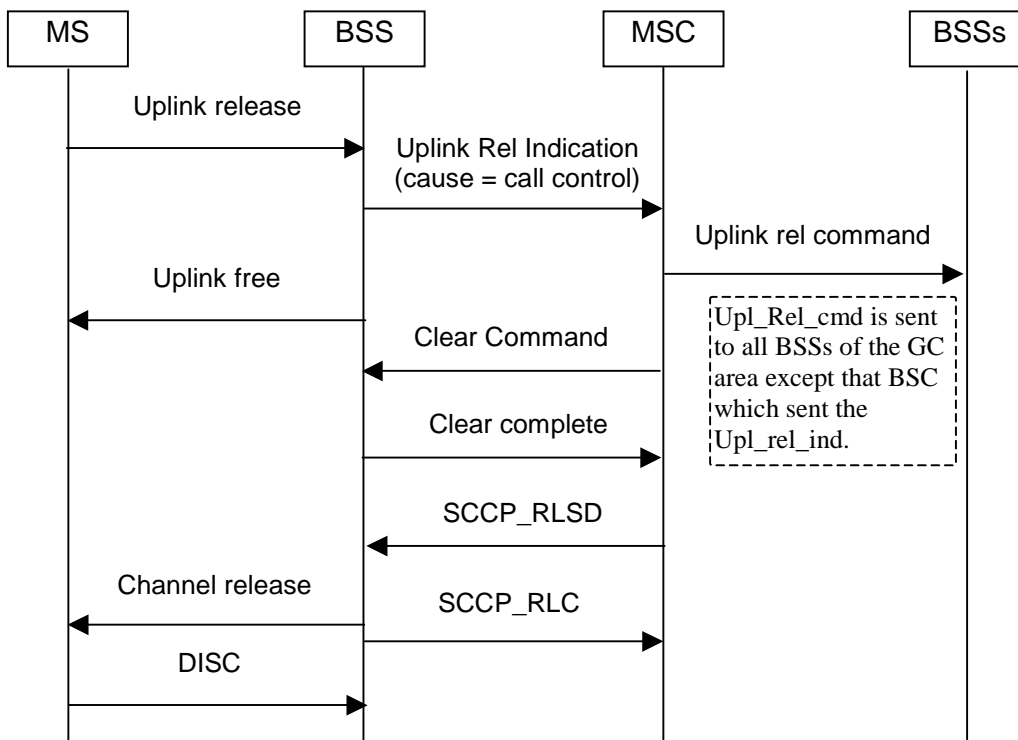 MS
BSS
MSC
BSSs
Uplink release
Uplink Rel Indication
(cause = call control)
Uplink rel command
Uplink free
Upl_Rel_cmd is sent
to all BSSs of the GC
area except that BSC
which sent the
Upl_rel_ind.
Clear Command
Clear complete
SCCP_RLSD
Channel release
SCCP_RLC
DISC